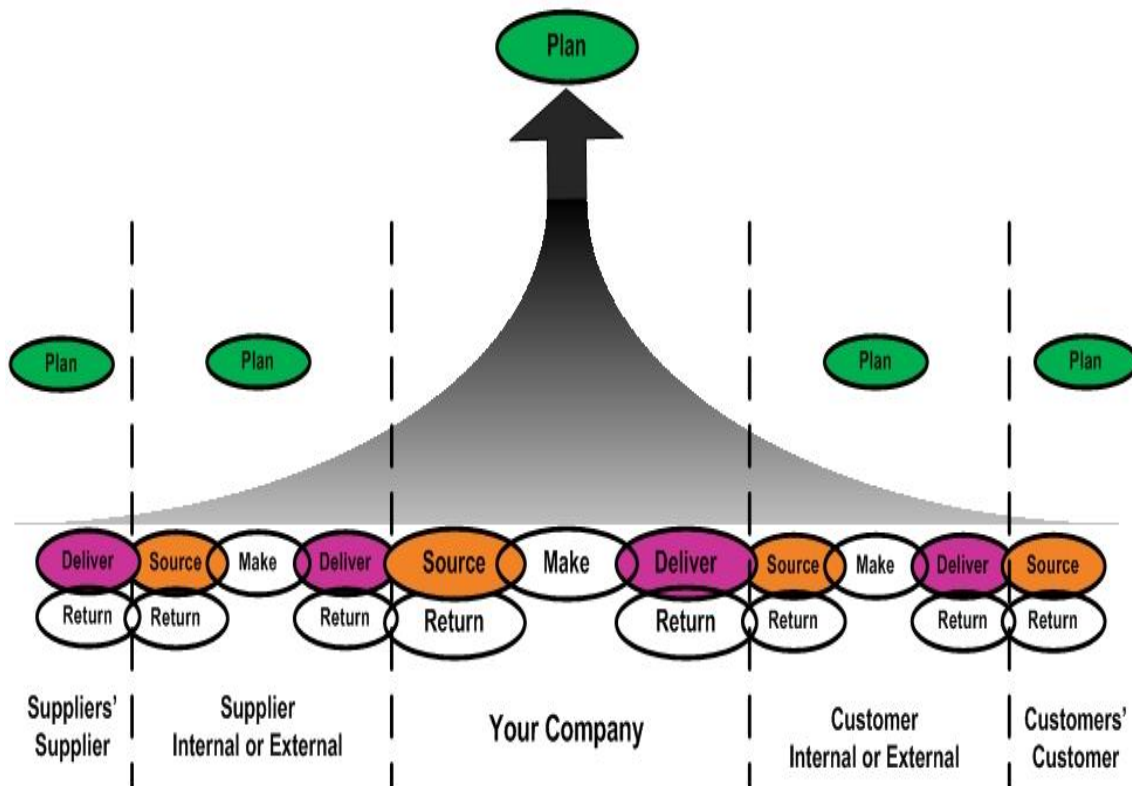 Plan
Plan
Plan
Plan
Plan
Deliver
Source
Make
Deliver
Source
Make
Deliver
Source
Make
Deliver
Source
Return
Return
Return
Return
Return
Return
Return
Return
Suppliers’
Supplier
Supplier
Internal or External
Your Company
Customer
Internal or External
Customers’
Customer